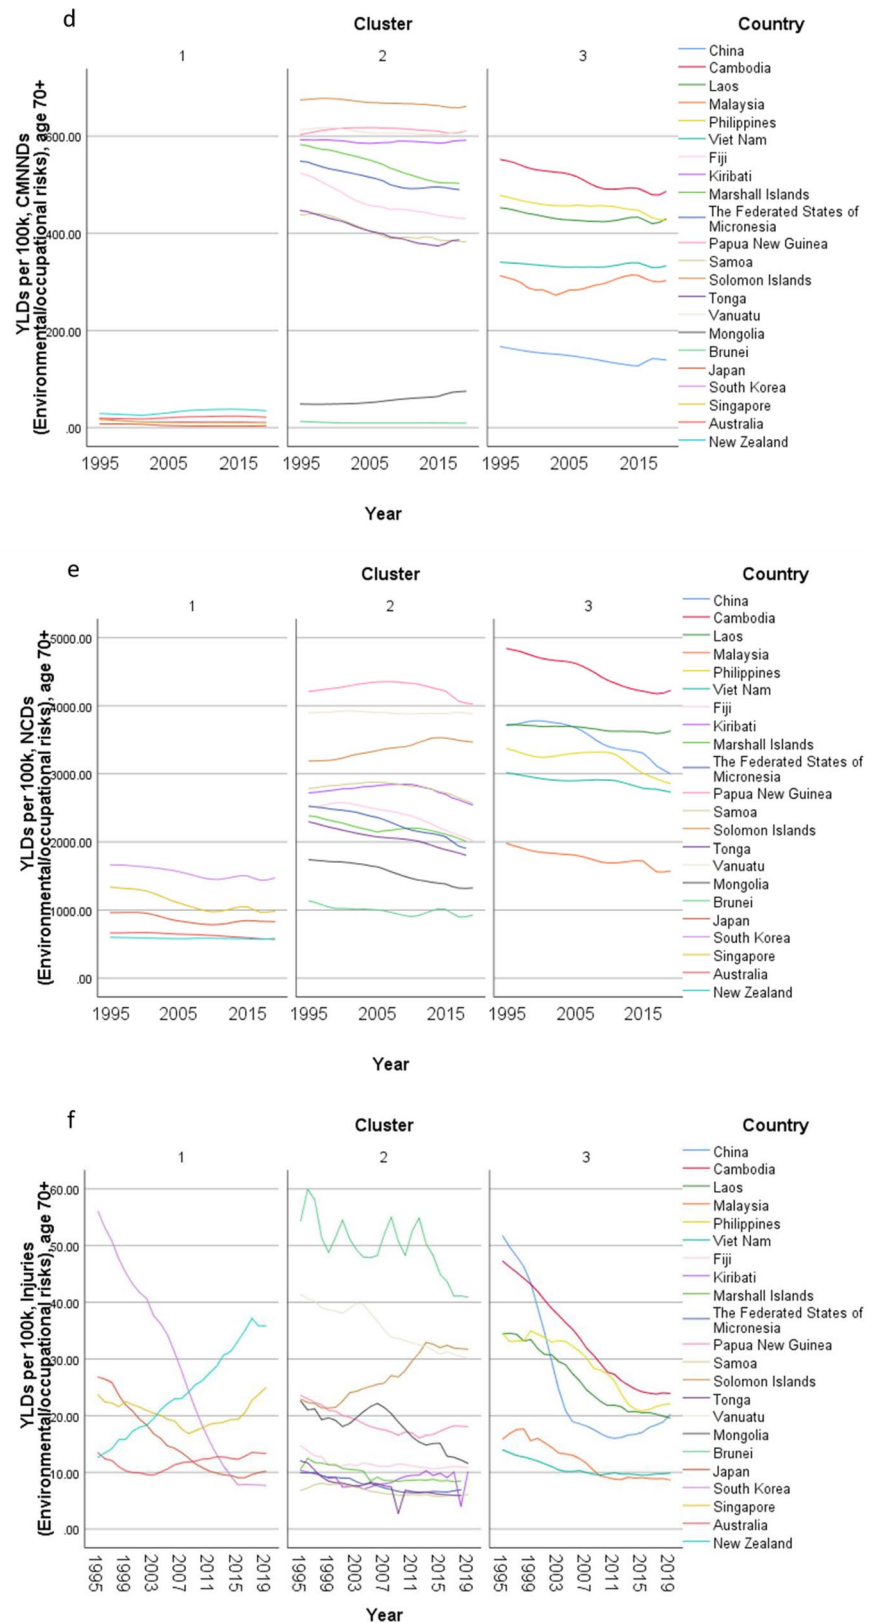 d
Cluster
Country
1
2
3
YLDs per 100k, CMNNDs
(Environmental/occupational risks), age 70+
600.00
400.00
200.00
.00
1995 2005 2015 1995 2005 2015 1995 2005 2015
Year
China
Cambodia
Laos
Malaysia
Philippines
Viet Nam
Fiji
Kiribati
Marshall Islands
The Federated States of
Micronesia
Papua New Guinea
Samoa
Solomon Islands
Tonga
Vanuatu
Mongolia
Brunei
Japan
South Korea
Singapore
Australia
New Zealand
e
Cluster
Country
1
2
3
YLDs per 100k, NCDs
(Environmental/occupational risks), age 70+
5000.00
4000.00
3000.00
2000.00
1000.00
.00
1995 2005 2015 1995 2005 2015 1995 2005 2015
Year
China
Cambodia
Laos
Malaysia
Philippines
Viet Nam
Fiji
Kiribati
Marshall Islands
The Federated States of
Micronesia
Papua New Guinea
Samoa
Solomon Islands
Tonga
Vanuatu
Mongolia
Brunei
Japan
South Korea
Singapore
Australia
New Zealand
f
Cluster
Country
1
2
3
YLDs per 100k, Injuries
(Environmental/occupational risks), age 70+
60.00
50.00
40.00
30.00
20.00
10.00
.00
1995 1999 2003 2007 2011 2015 2019 1995 1999 2003 2007 2011 2015 2019 1995 1999 2003 2007 2011 2015 2019
Year
China
Cambodia
Laos
Malaysia
Philippines
Viet Nam
Fiji
Kiribati
Marshall Islands
The Federated States of
Micronesia
Papua New Guinea
Samoa
Solomon Islands
Tonga
Vanuatu
Mongolia
Brunei
Japan
South Korea
Singapore
Australia
New Zealand